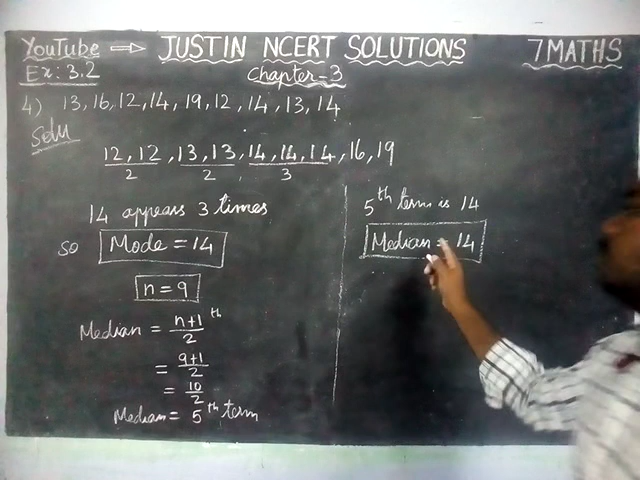 YouTube ⟹ JUSTIN NCERT SOLUTIONS 7MATHS
Ex: 3.2 Chapter-3
4) 13, 16, 12, 14, 19, 12, 14, 13, 14
Soln
12, 12, 13, 13, 14, 14, 14, 16, 19
2 2 3
14 appears 3 times
so Mode = 14
n = 9
Median = n+1/2 th
= 9+1/2
= 10/2
Median = 5th term
5th term is 14
Median = 14